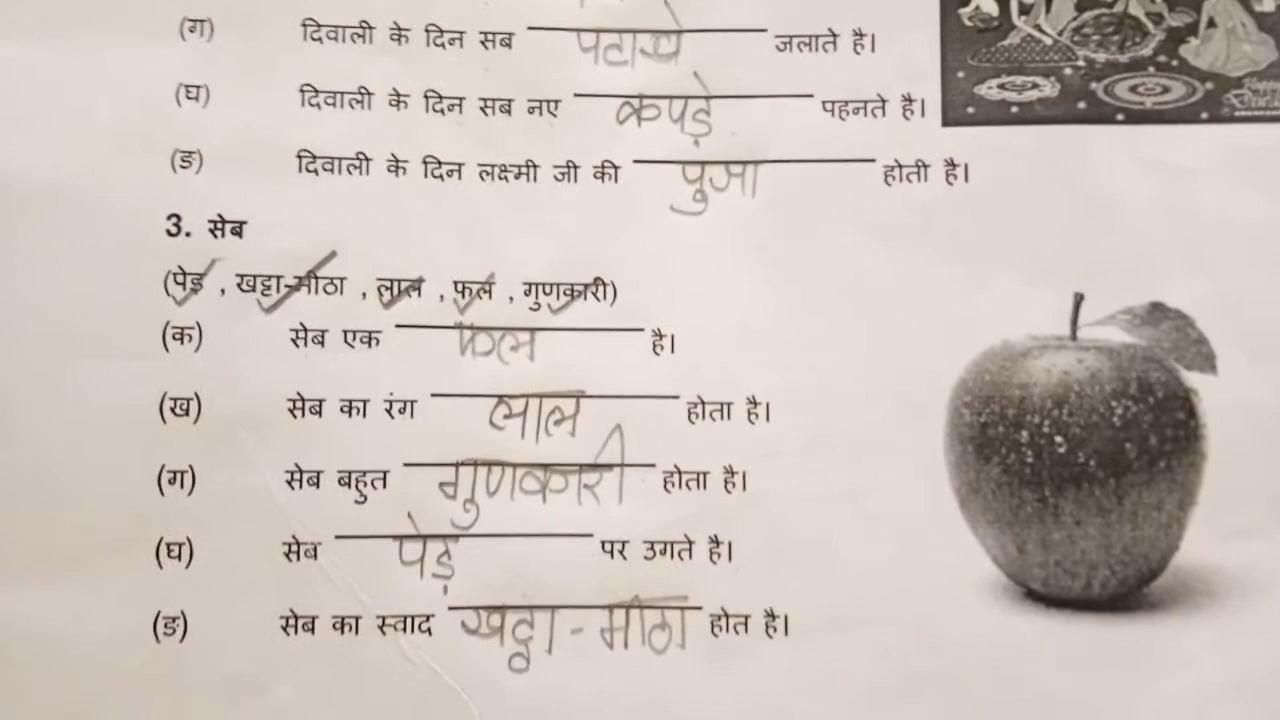 (ग) दिवाली के दिन सब पटाखे जलाते है।
(घ) दिवाली के दिन सब नए कपड़े पहनते है।
(ङ) दिवाली के दिन लक्ष्मी जी की पुजा होती है।
3. सेब
(पेड़ , खट्टा-मीठा , लाल , फल , गुणकारी)
(क) सेब एक फल है।
(ख) सेब का रंग लाल होता है।
(ग) सेब बहुत गुणकारी होता है।
(घ) सेब पेड़ पर उगते है।
(ङ) सेब का स्वाद खट्टा - मीठा होत है।